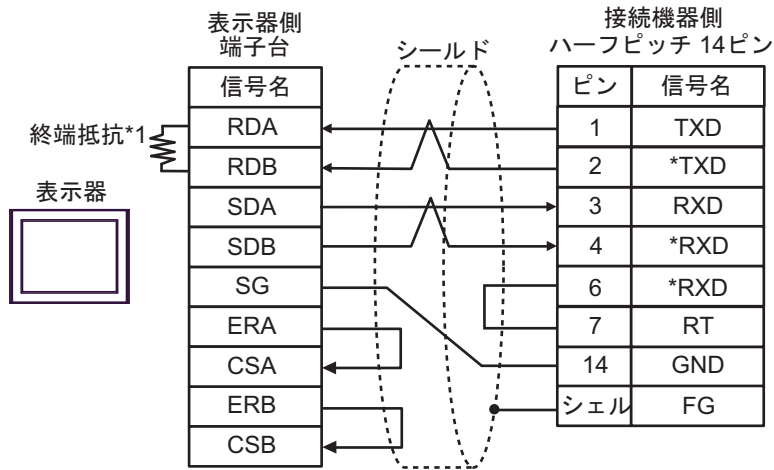 表示器側
端子台
シールド
接続機器側
ハーフピッチ 14ピン
終端抵抗*1
表示器
信号名
RDA
RDB
SDA
SDB
SG
ERA
CSA
ERB
CSB
ピン 信号名
1 TXD
2 *TXD
3 RXD
4 *RXD
6 *RXD
7 RT
14 GND
シェル FG